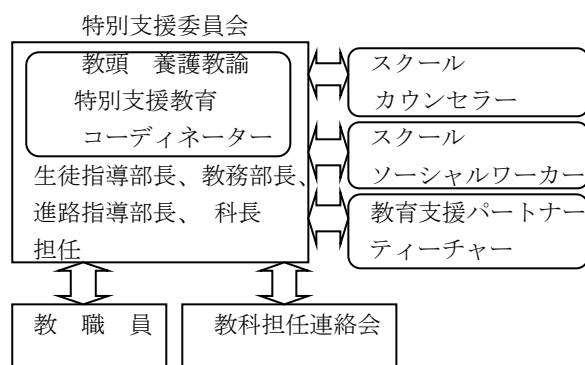 特別支援委員会
教頭　養護教論
特別支援教育
コーディネーター
生徒指導部長、教務部長、
進路指導部長、　科長
担任
スクール
カウンセラー
スクール
ソーシャルワーカー
教育支援パートナー
ティーチャー
教　職　員
教科担任連絡会